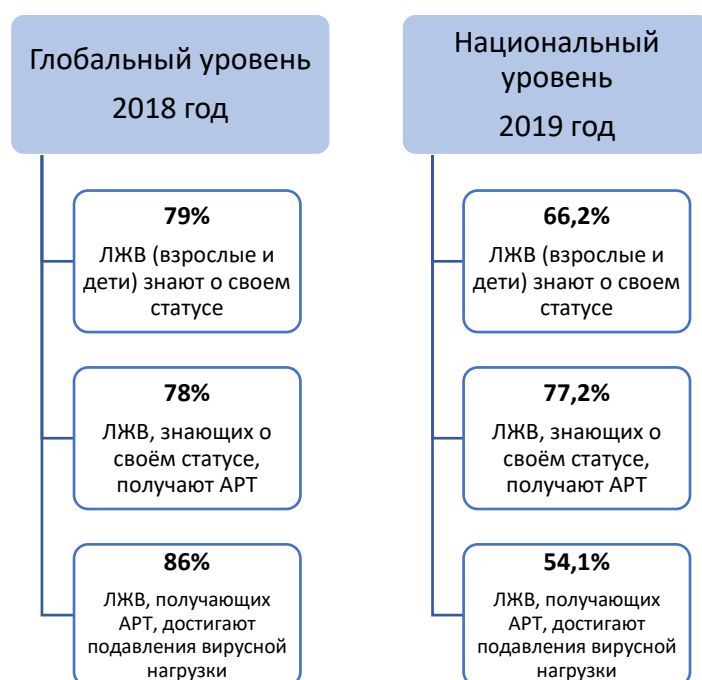 Глобальный уровень
2018 год
79%
ЛЖВ (взрослые и
дети) знают о своем
статусе
78%
ЛЖВ, знающих о
своём статусе,
получают АРТ
86%
ЛЖВ, получающих
АРТ, достигают
подавления вирусной
нагрузки
Национальный
уровень
2019 год
66,2%
ЛЖВ (взрослые и
дети) знают о своем
статусе
77,2%
ЛЖВ, знающих о
своём статусе,
получают АРТ
54,1%
ЛЖВ, получающих
АРТ, достигают
подавления вирусной
нагрузки